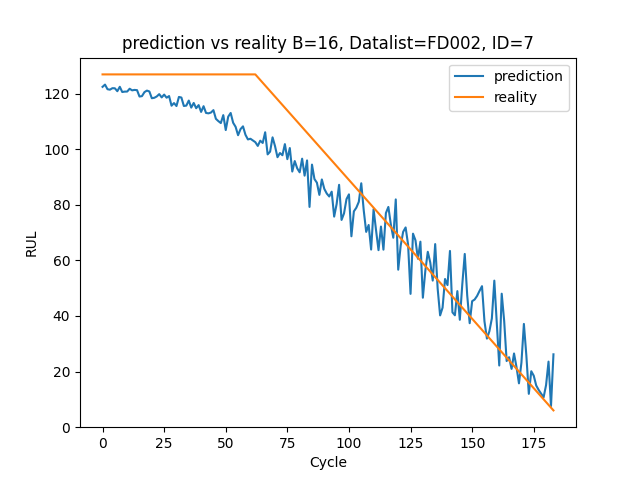 prediction vs reality B=16, Datalist=FD002, ID=7
prediction
reality
RUL
120
100
80
60
40
20
0
0 25 50 75 100 125 150 175
Cycle